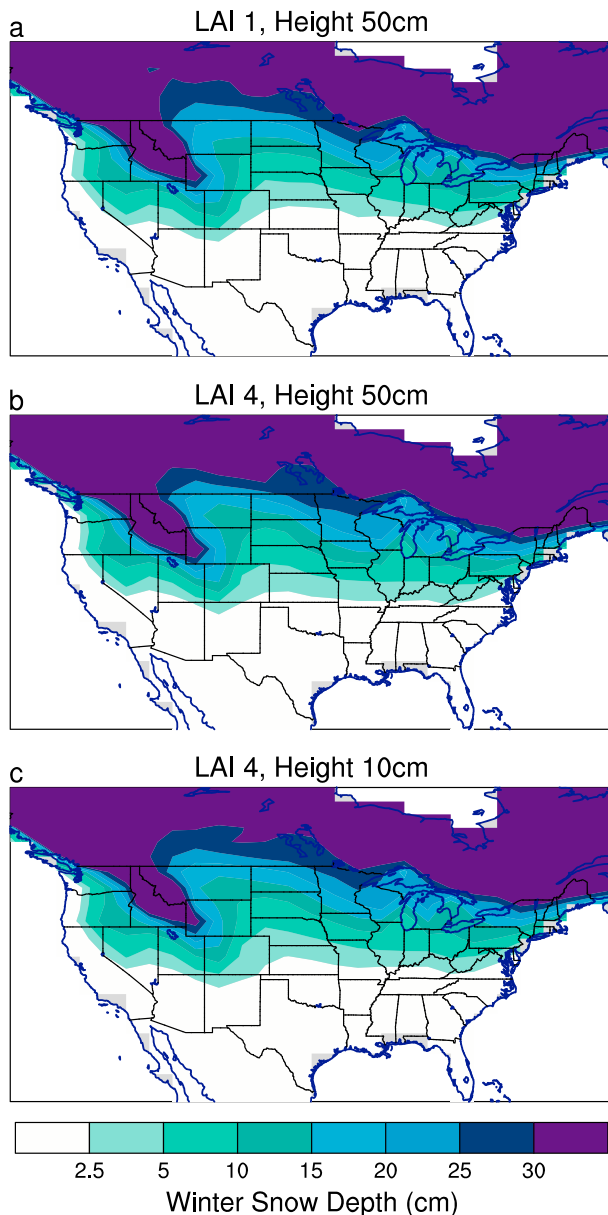 a
LAI 1, Height 50cm
b
LAI 4, Height 50cm
c
LAI 4, Height 10cm
2.5 5 10 15 20 25 30
Winter Snow Depth (cm)